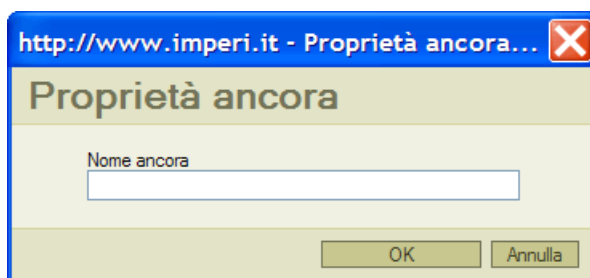 http://www.imperi.it - Proprietà ancora...
Proprietà ancora
Nome ancora
OK Annulla